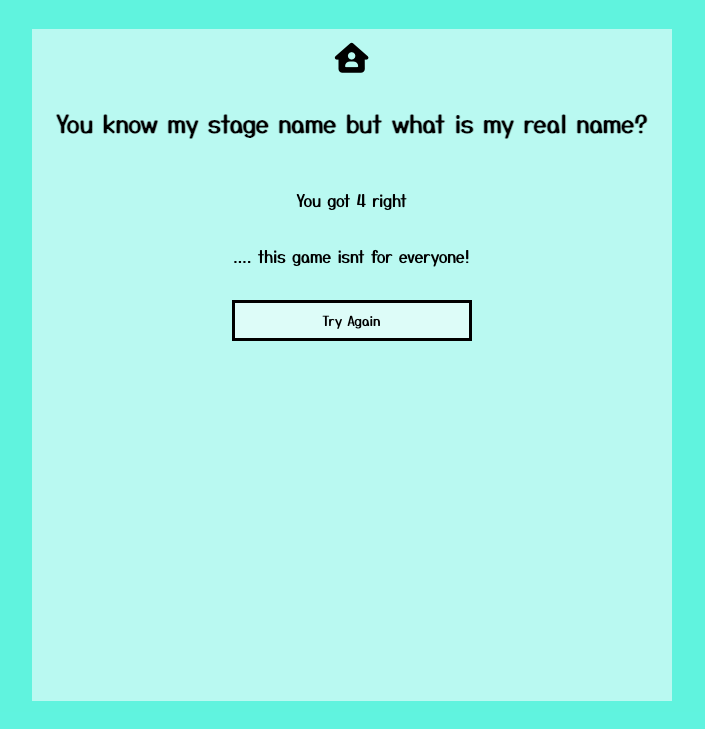 You know my stage name but what is my real name?
You got 4 right
.... this game isnt for everyone!
Try Again